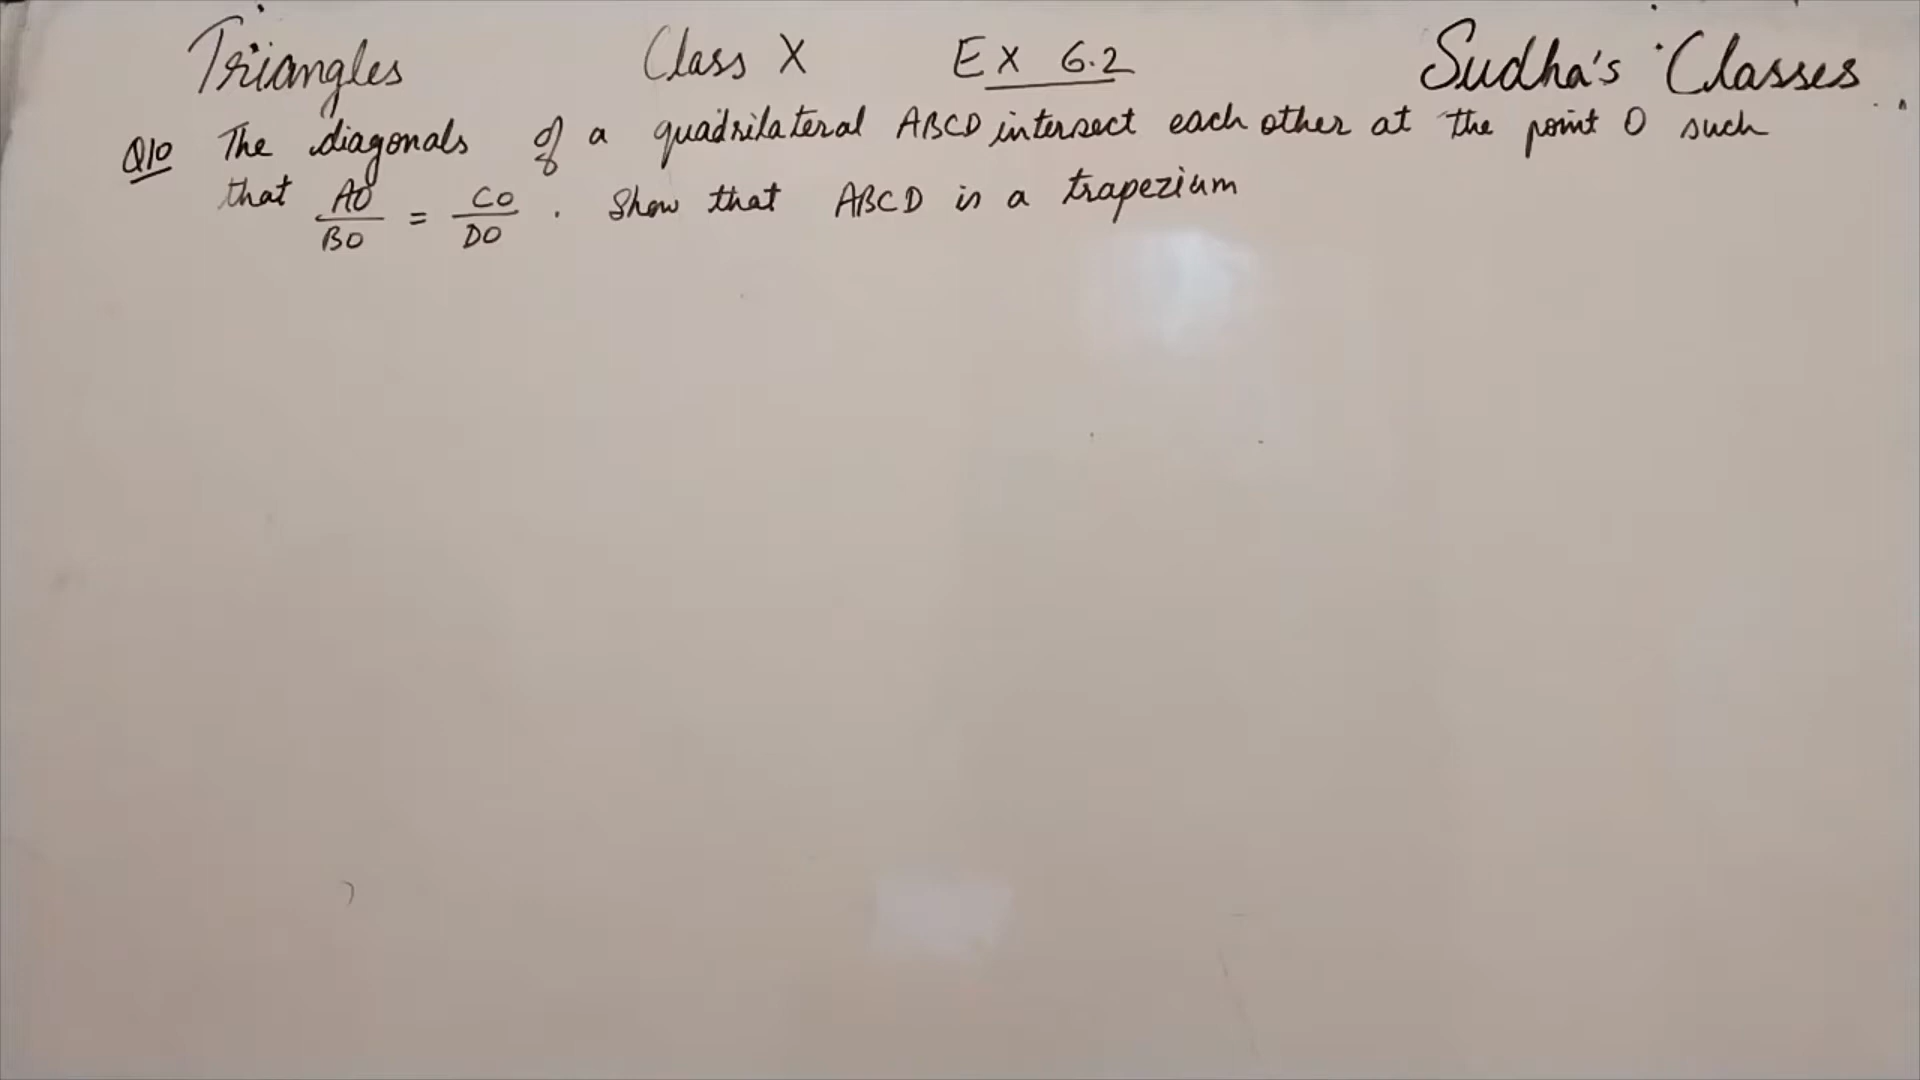 Triangles Class X Ex 6.2 Sudha's Classes
Q10 The diagonals of a quadrilateral ABCD intersect each other at the point O such
that AO/BO = CO/DO . Show that ABCD is a trapezium